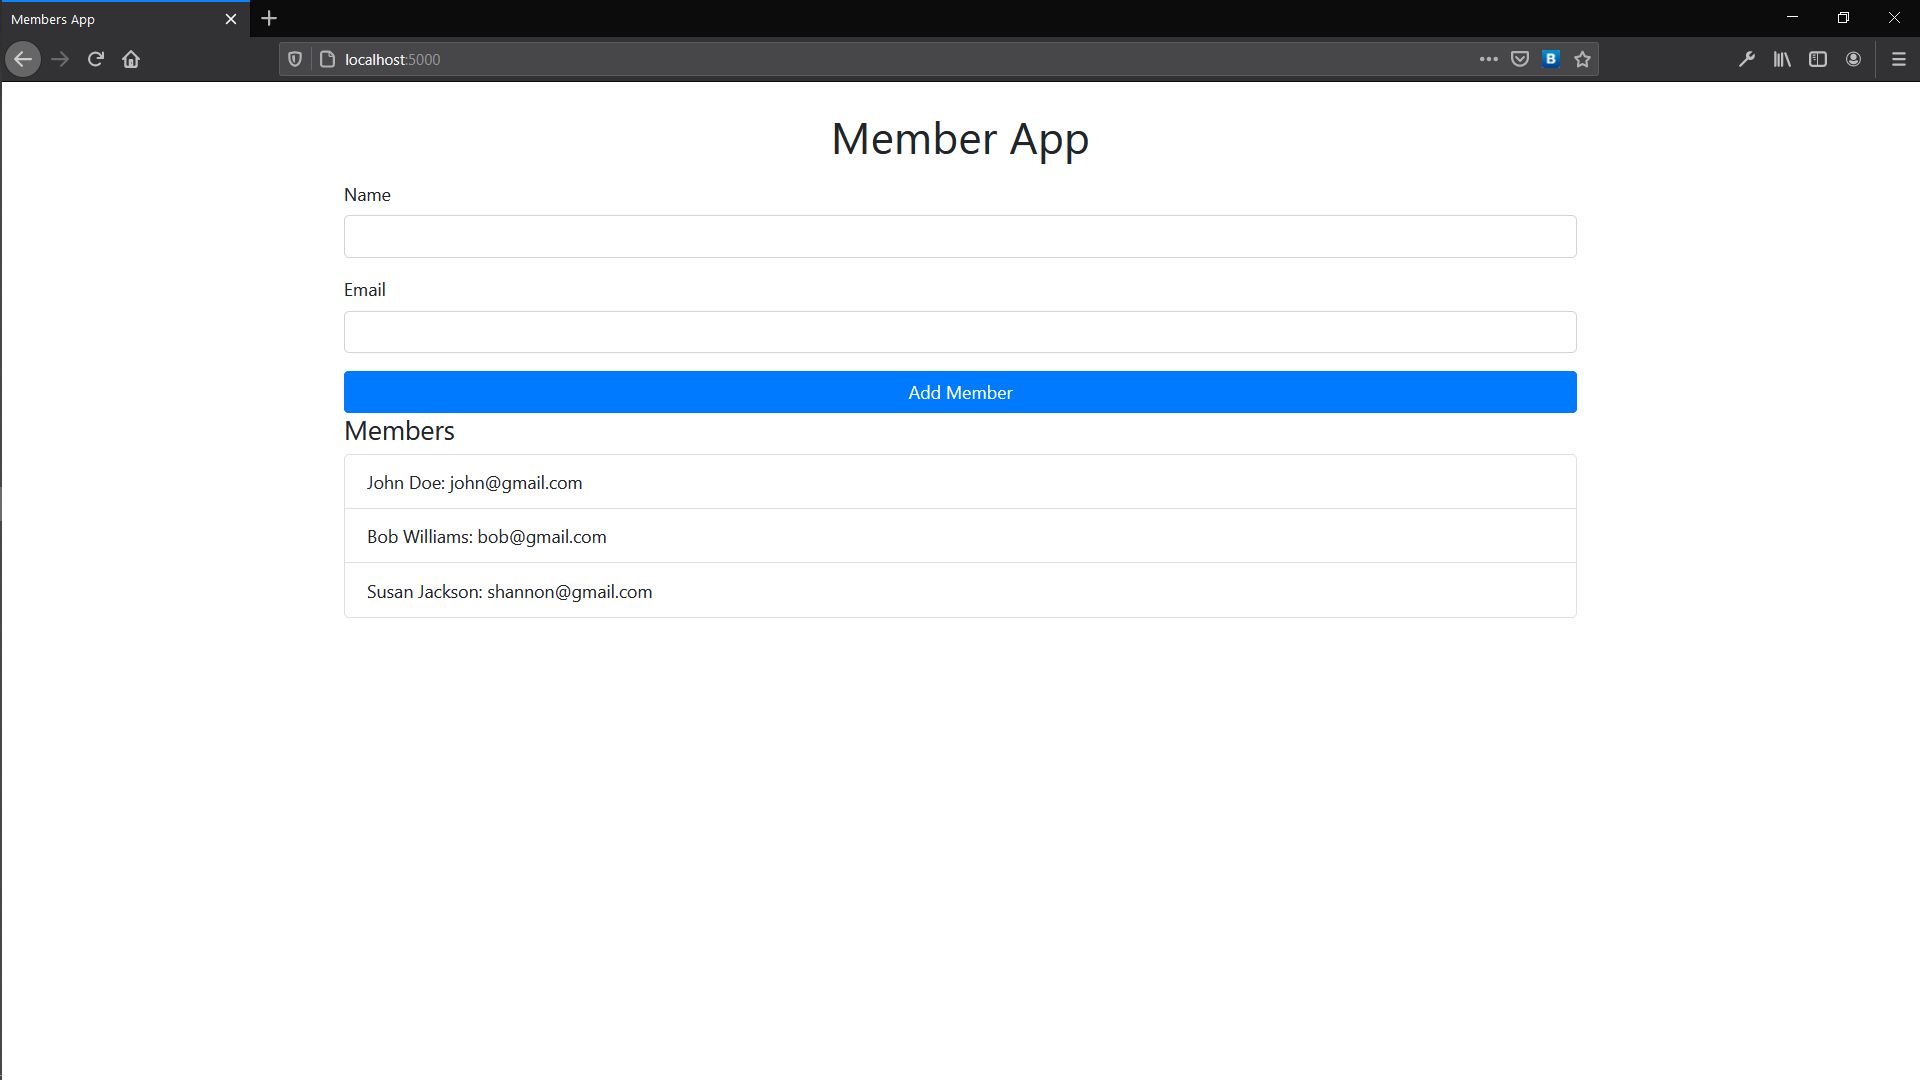 Members App
localhost:5000
B
Member App
Name
Email
Add Member
Members
John Doe: john@gmail.com
Bob Williams: bob@gmail.com
Susan Jackson: shannon@gmail.com